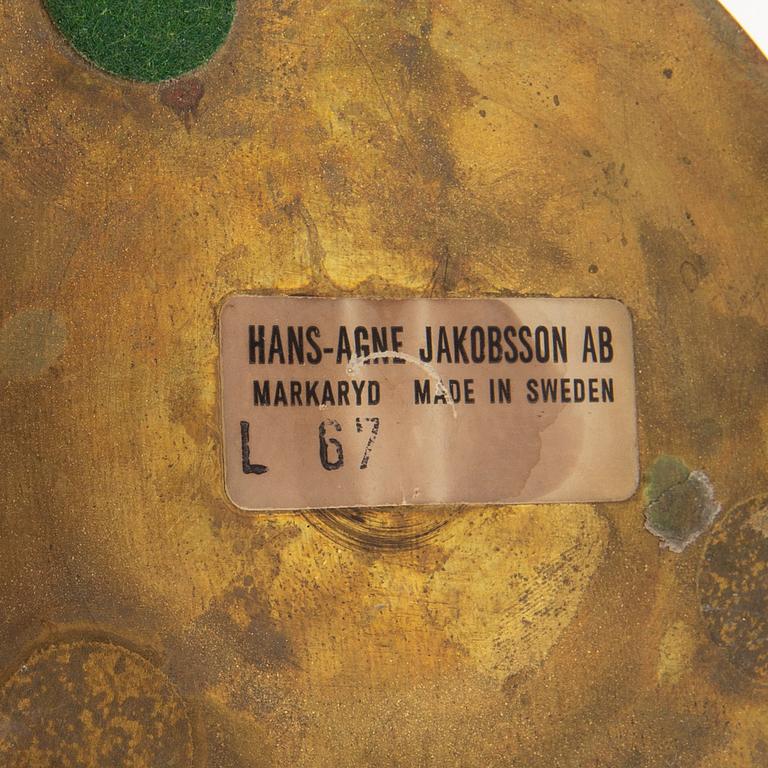 HANS-AGNE JAKOBSSON AB
MARKARYD MADE IN SWEDEN
L 67